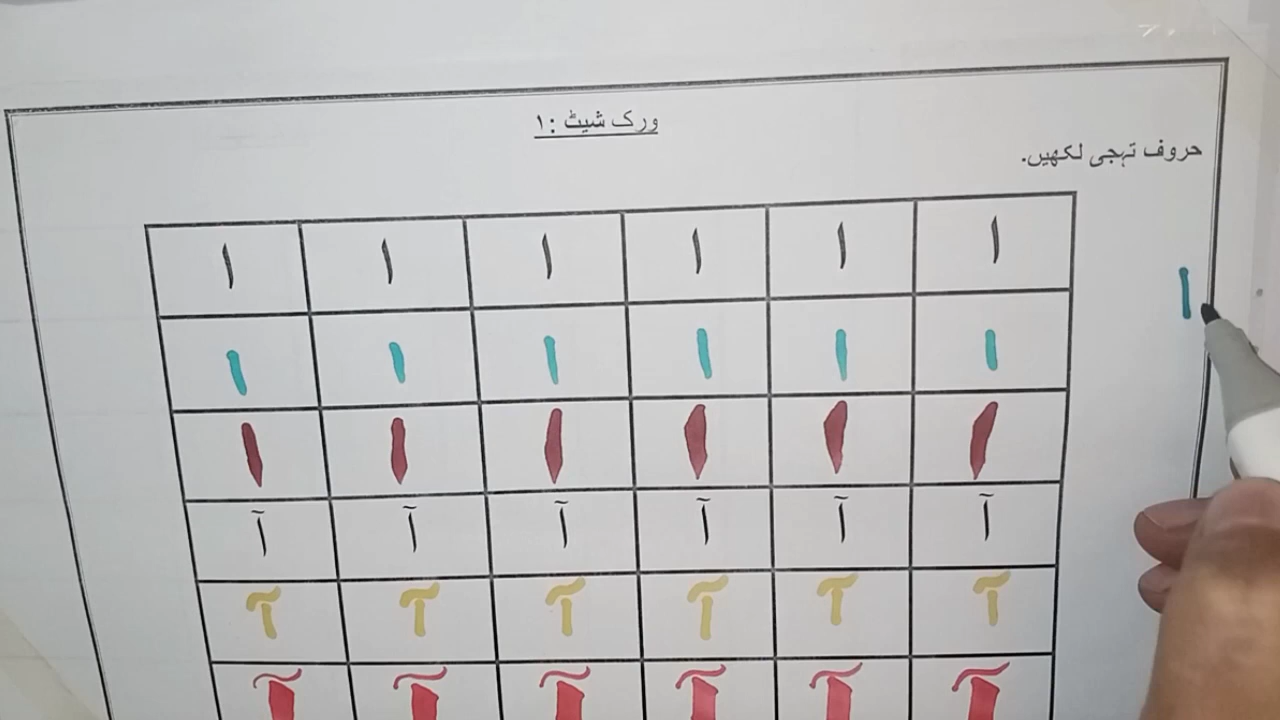 ورک شیٹ :۱
حروف تہجی لکھیں.
ا ا ا ا ا ا
ا ا ا ا ا ا ا
ا ا ا ا ا ا
آ آ آ آ آ آ
آ آ آ آ آ آ
آ آ آ آ آ آ